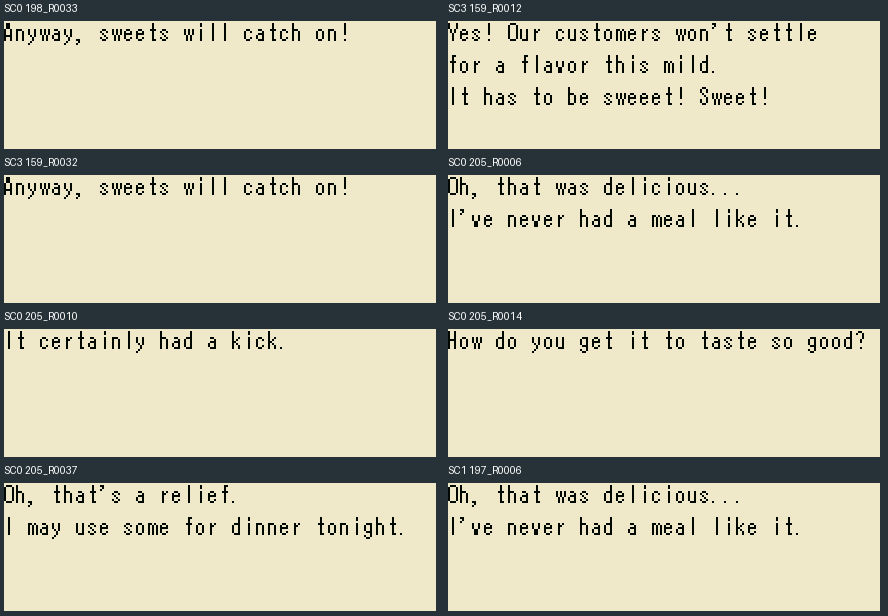 SC0 198_R0033
Anyway, sweets will catch on!
SC3 159_R0012
Yes! Our customers won't settle
for a flavor this mild.
It has to be sweeet! Sweet!
SC3 159_R0032
Anyway, sweets will catch on!
SC0 205_R0006
Oh, that was delicious...
I've never had a meal like it.
SC0 205_R0010
It certainly had a kick.
SC0 205_R0014
How do you get it to taste so good?
SC0 205_R0037
Oh, that's a relief.
I may use some for dinner tonight.
SC1 197_R0006
Oh, that was delicious...
I've never had a meal like it.